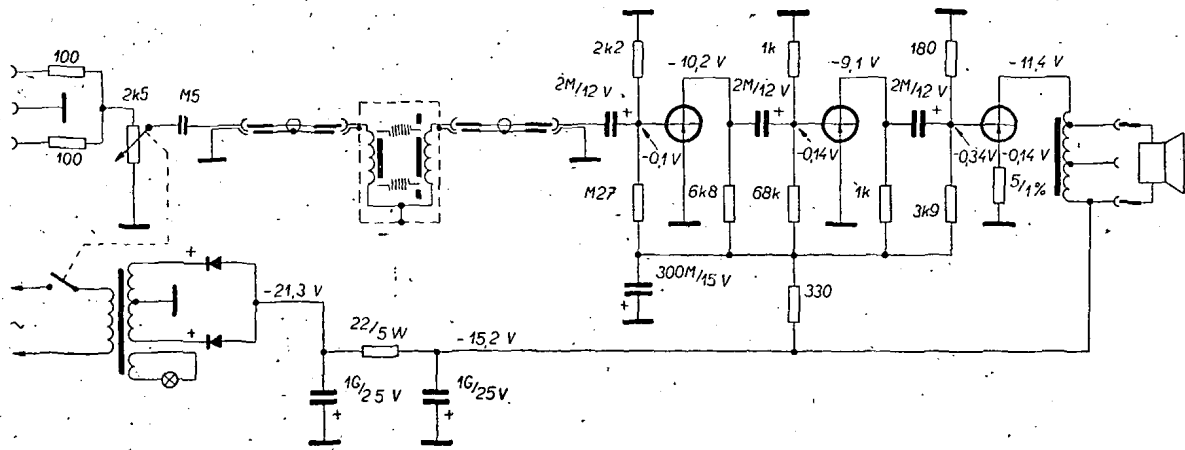 100
2k5
M5
100
2k2
2M/12 V
+
-10,2 V
-0,1 V
M27
6k8
1k
2M/12 V
+
-9,1 V
-0,14 V
68k
1k
180
2M/12 V
+
-11,4 V
-0,34 V
-0,14 V
5/1%
3k9
300M/15 V
+
330
+
+
~
-21,3 V
22/5 W
-15,2 V
1G/25 V
+
1G/25 V
+